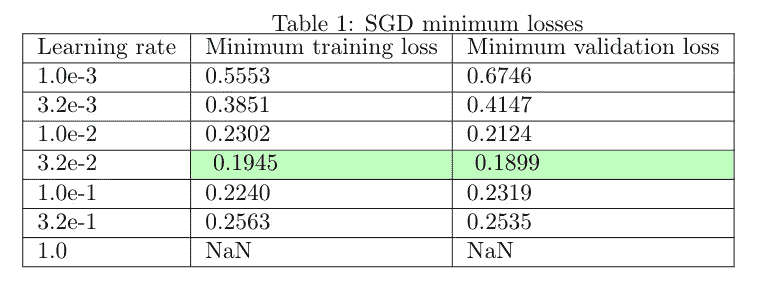 Table 1: SGD minimum losses
Learning rate Minimum training loss Minimum validation loss
1.0e-3 0.5553 0.6746
3.2e-3 0.3851 0.4147
1.0e-2 0.2302 0.2124
3.2e-2 0.1945 0.1899
1.0e-1 0.2240 0.2319
3.2e-1 0.2563 0.2535
1.0 NaN NaN